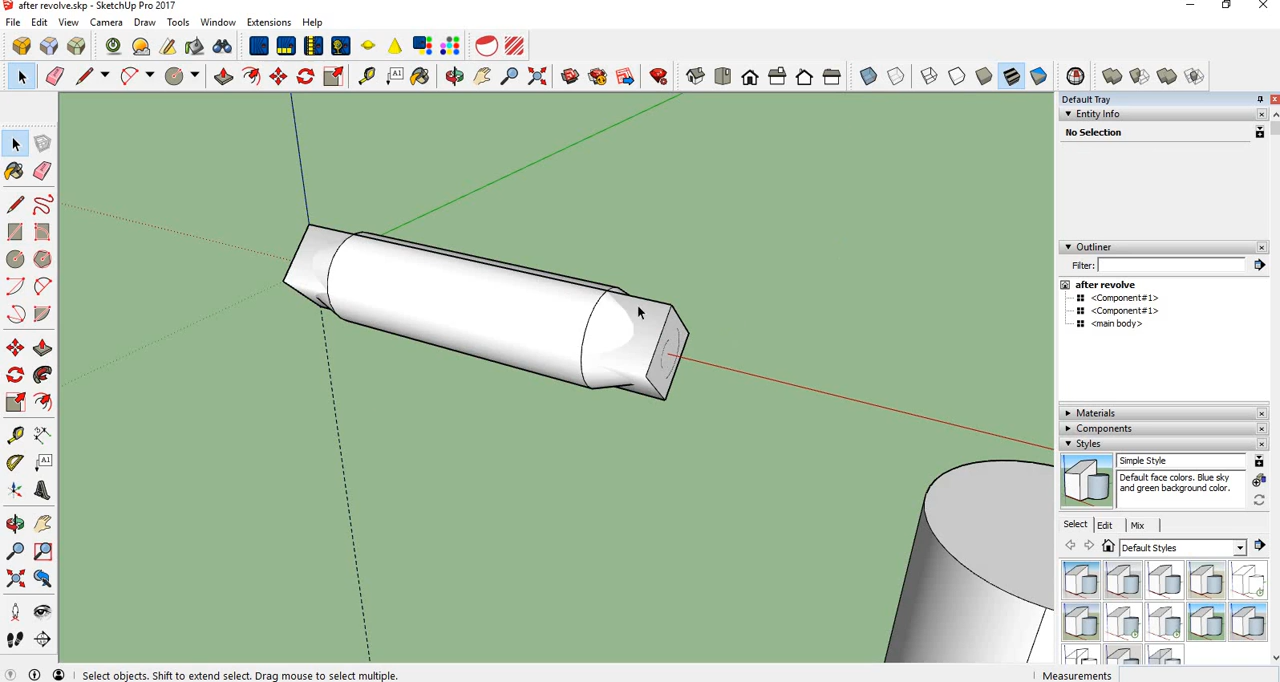 after revolve.skp - SketchUp Pro 2017
File Edit View Camera Draw Tools Window Extensions Help
A1
Default Tray
Entity Info
No Selection
Outliner
Filter:
after revolve
<Component#1>
<Component#1>
<main body>
Materials
Components
Styles
Simple Style
Default face colors. Blue sky
and green background color.
Select Edit Mix
Default Styles
A1
A
Select objects. Shift to extend select. Drag mouse to select multiple.
Measurements